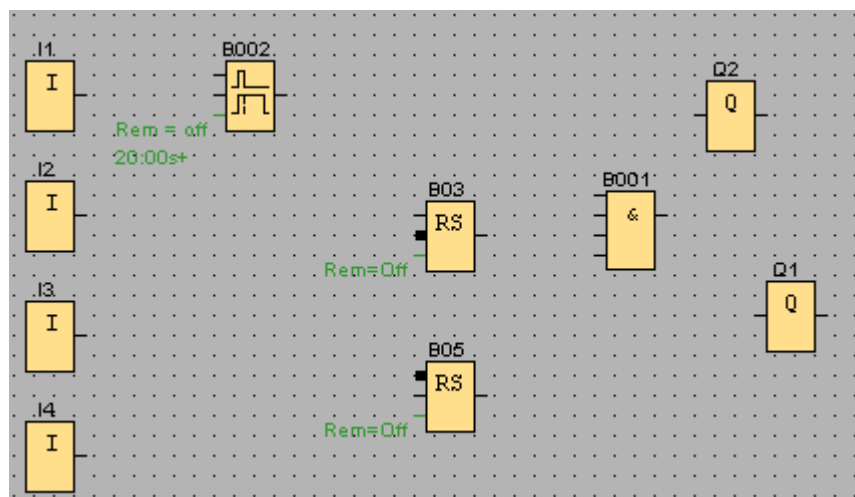 I1
B002
I
Q2
Q
Rem = off
20:00s+
I2
B001
I
B03
&
RS
Rem=Off
Q1
I3
Q
I
B05
RS
I4
Rem=Off
I